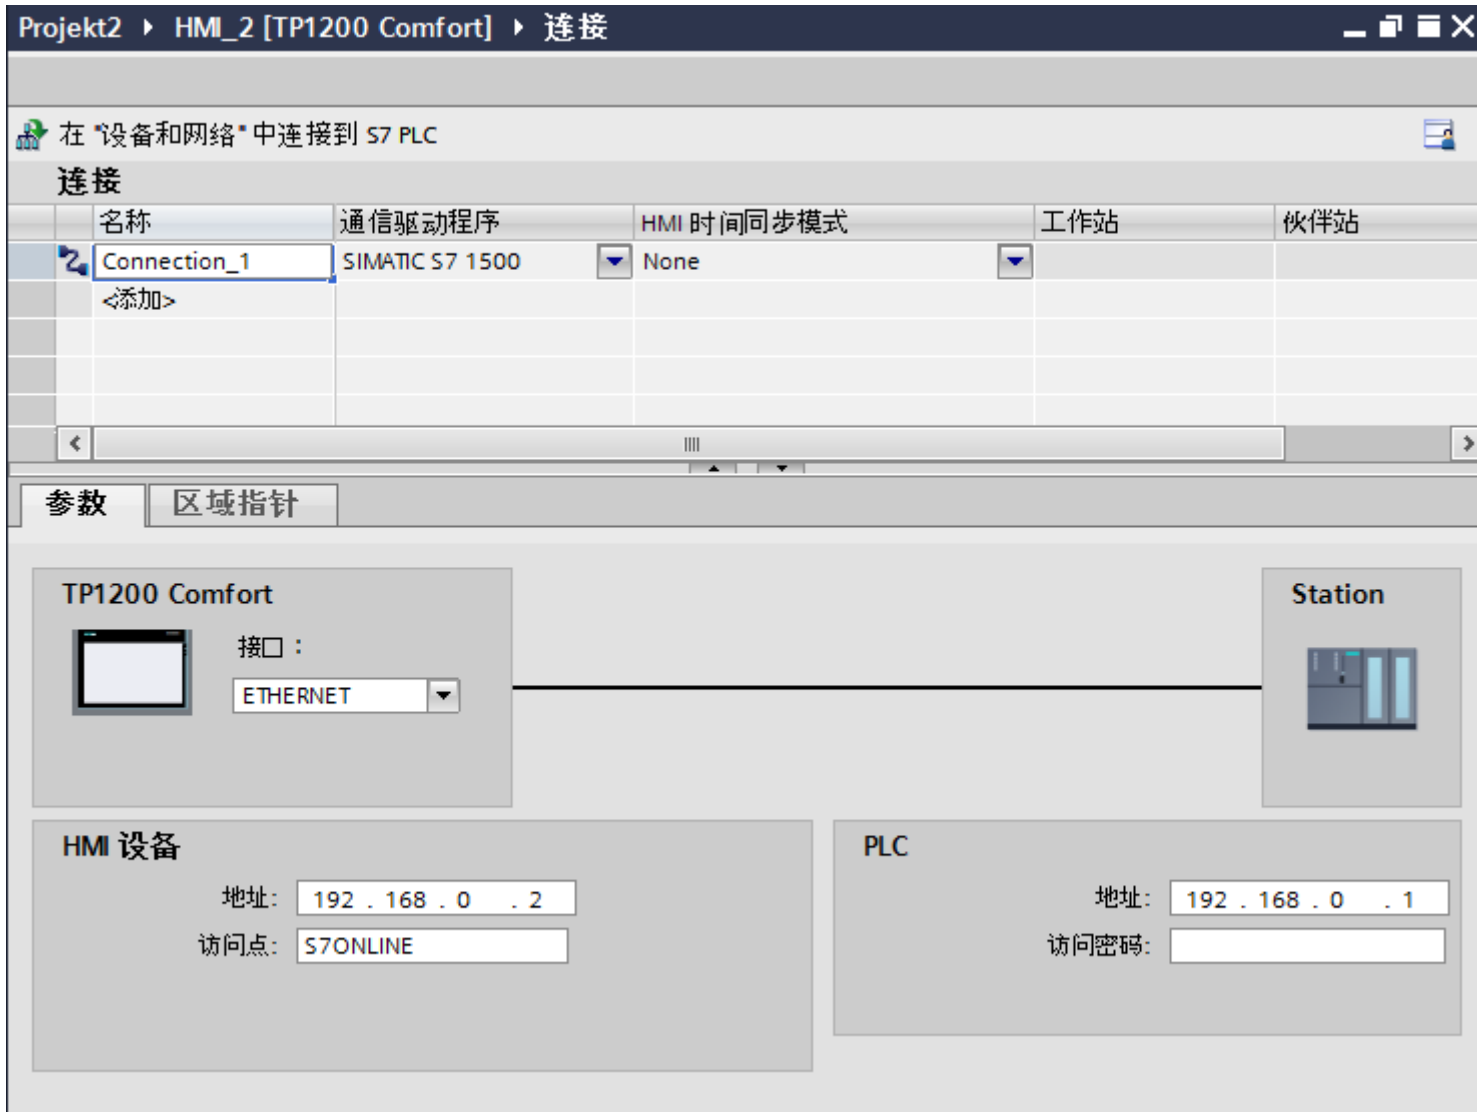 Projekt2 ▸ HMI_2 [TP1200 Comfort] ▸ 连接
在 "设备和网络" 中连接到 S7 PLC
连接
名称 通信驱动程序 HMI 时间同步模式 工作站 伙伴站
Connection_1 SIMATIC S7 1500 None
<添加>
参数 区域指针
TP1200 Comfort Station
接口：
ETHERNET
HMI 设备 PLC
地址: 192 . 168 . 0 . 2 地址: 192 . 168 . 0 . 1
访问点: S7ONLINE 访问密码: